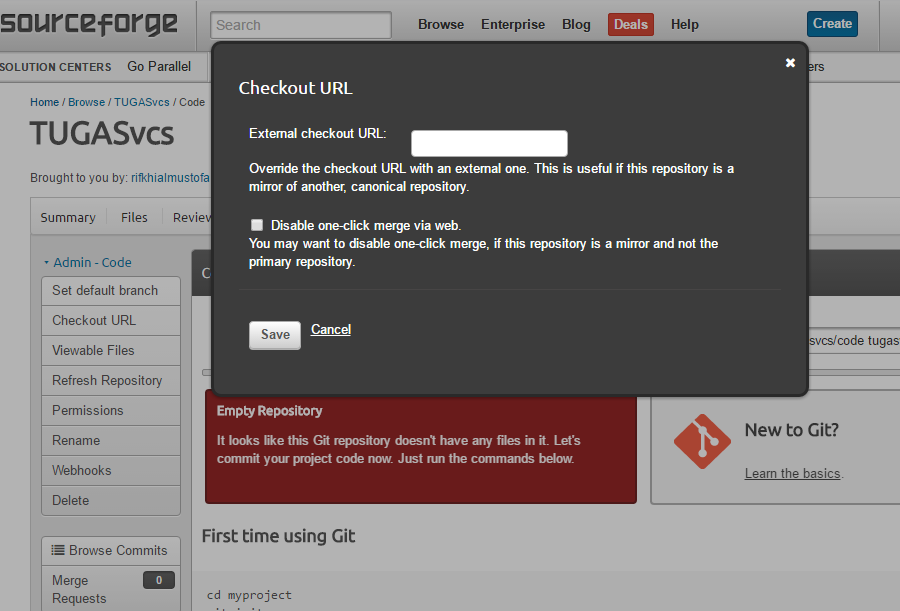 sourceforge
Search
Browse Enterprise Blog Deals Help
Create
SOLUTION CENTERS Go Parallel
Home / Browse / TUGASvcs / Code
TUGASvcs
Brought to you by: rifkhialmustofa
Summary Files
Admin - Code
Set default branch
Checkout URL
Viewable Files
Refresh Repository
Permissions
Rename
Webhooks
Delete
Browse Commits
Merge
Requests
0
Checkout URL
External checkout URL:
Override the checkout URL with an external one. This is useful if this repository is a
mirror of another, canonical repository.
Disable one-click merge via web.
You may want to disable one-click merge, if this repository is a mirror and not the
primary repository.
Save Cancel
svcs/code tugas
Empty Repository
It looks like this Git repository doesn't have any files in it. Let's
commit your project code now. Just run the commands below.
New to Git?
Learn the basics.
First time using Git
cd myproject